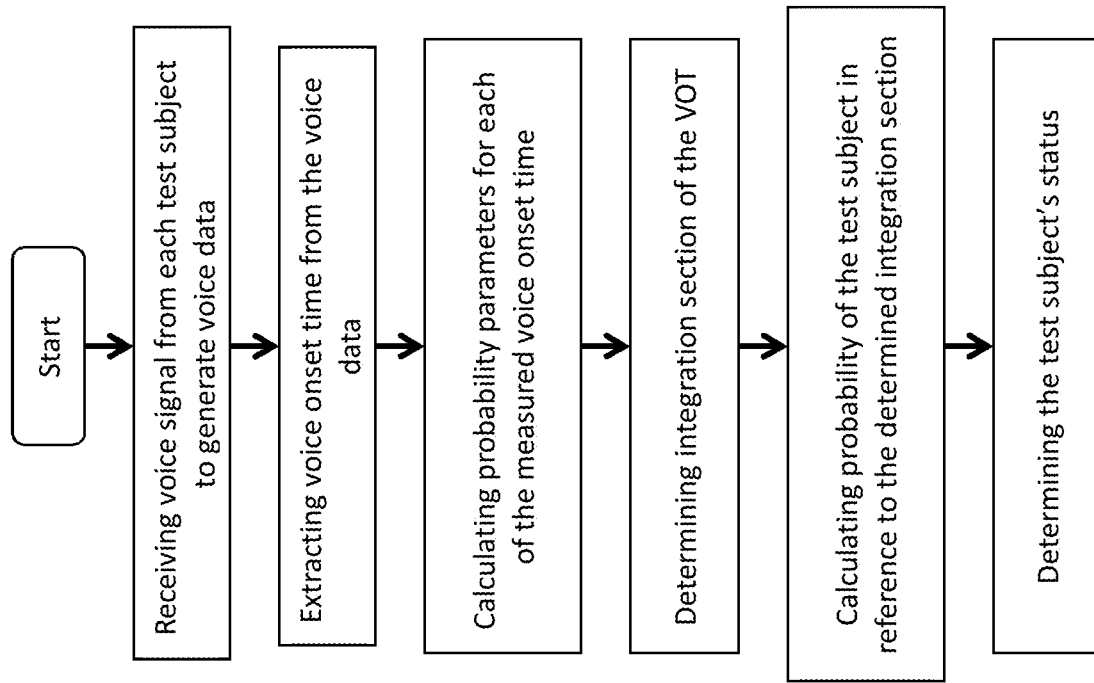 Start
Receiving voice signal from each test subject
to generate voice data
Extracting voice onset time from the voice
data
Calculating probability parameters for each
of the measured voice onset time
Determining integration section of the VOT
Calculating probability of the test subject in
reference to the determined integration section
Determining the test subject's status